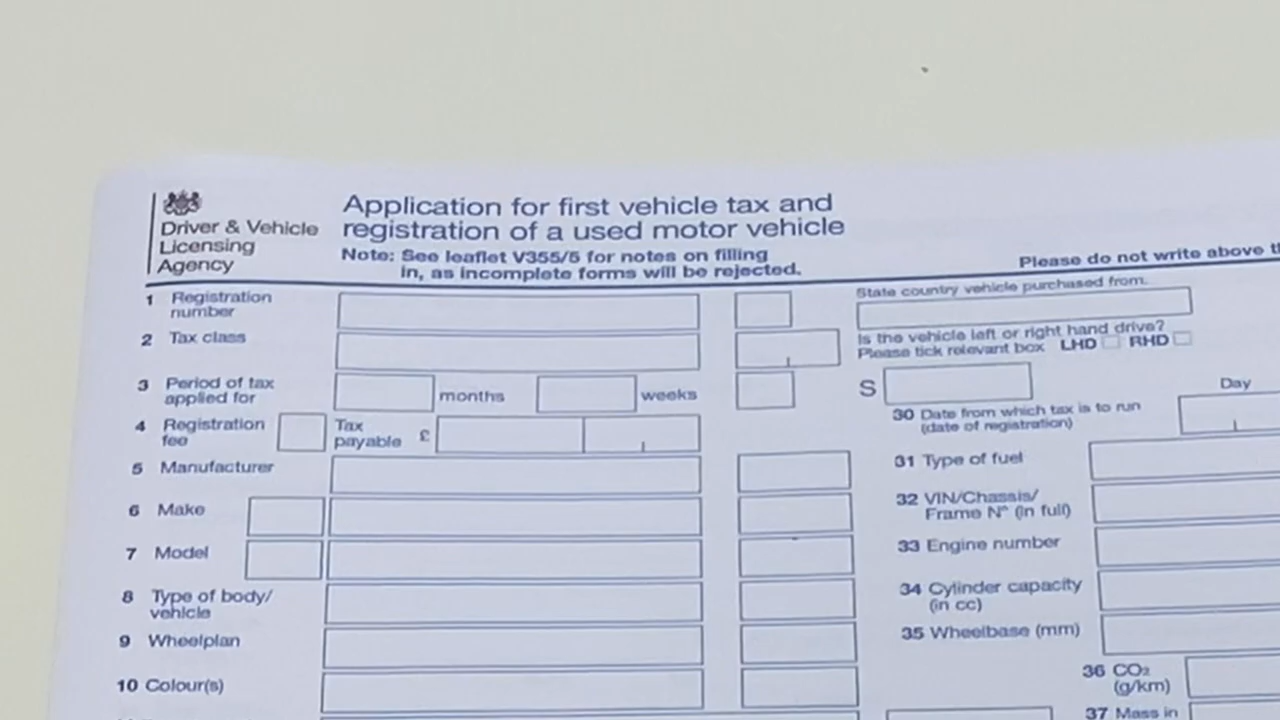 Driver & Vehicle
Licensing
Agency
Application for first vehicle tax and
registration of a used motor vehicle
Note: See leaflet V355/5 for notes on filling
in, as incomplete forms will be rejected.
Please do not write above
1 Registration
number
2 Tax class
3 Period of tax
applied for
months
weeks
4 Registration
fee
Tax
payable £
5 Manufacturer
6 Make
7 Model
8 Type of body/
vehicle
9 Wheelplan
10 Colour(s)
State country vehicle purchased from.
Is the vehicle left or right hand drive?
Please tick relevant box LHD RHD
S
Day
30 Date from which tax is to run
(date of registration)
31 Type of fuel
32 VIN/Chassis/
Frame Nº (in full)
33 Engine number
34 Cylinder capacity
(in cc)
35 Wheelbase (mm)
36 CO₂
(g/km)
37 Mass in